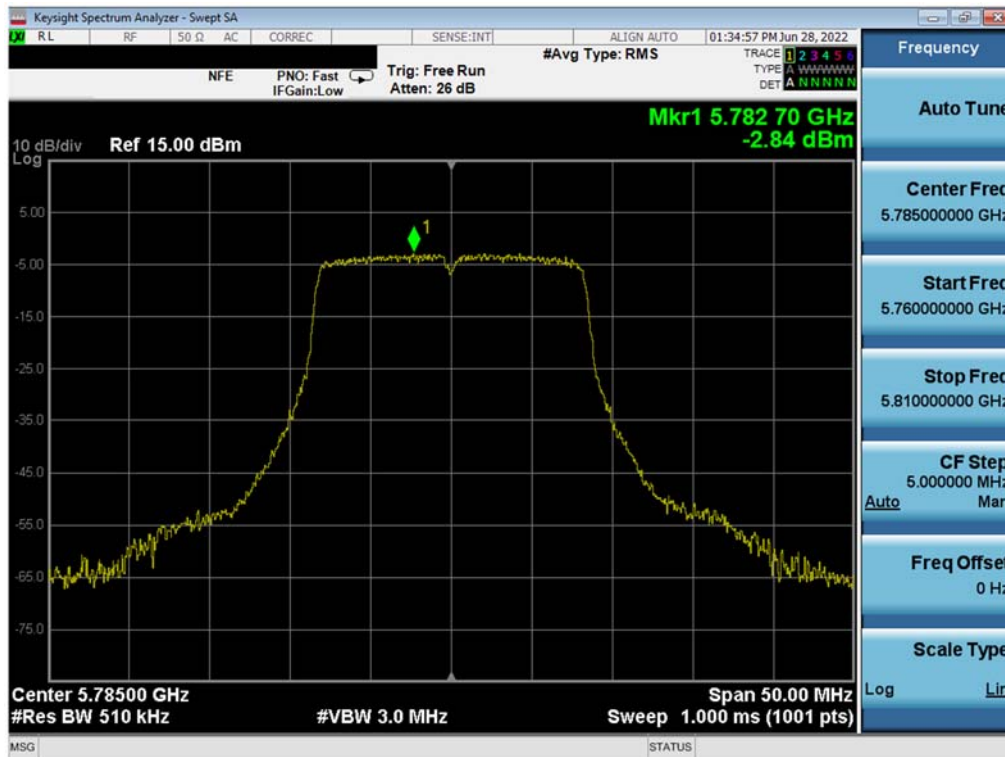 Keysight Spectrum Analyzer - Swept SA
RL RF 50 Ω AC CORREC SENSE:INT ALIGN AUTO 01:34:57 PM Jun 28, 2022
NFE PNO: Fast Trig: Free Run #Avg Type: RMS TRACE 1 2 3 4 5 6
IFGain:Low Atten: 26 dB TYPE A WWWWW
DET A N N N N N
Mkr1 5.782 70 GHz
-2.84 dBm
10 dB/div Ref 15.00 dBm
Log
1
5.00
-5.00
-15.0
-25.0
-35.0
-45.0
-55.0
-65.0
-75.0
Center 5.78500 GHz Span 50.00 MHz
#Res BW 510 kHz #VBW 3.0 MHz Sweep 1.000 ms (1001 pts)
MSG STATUS
Frequency
Auto Tune
Center Freq
5.785000000 GHz
Start Freq
5.760000000 GHz
Stop Freq
5.810000000 GHz
CF Step
5.000000 MHz
Auto Man
Freq Offset
0 Hz
Scale Type
Log Lin